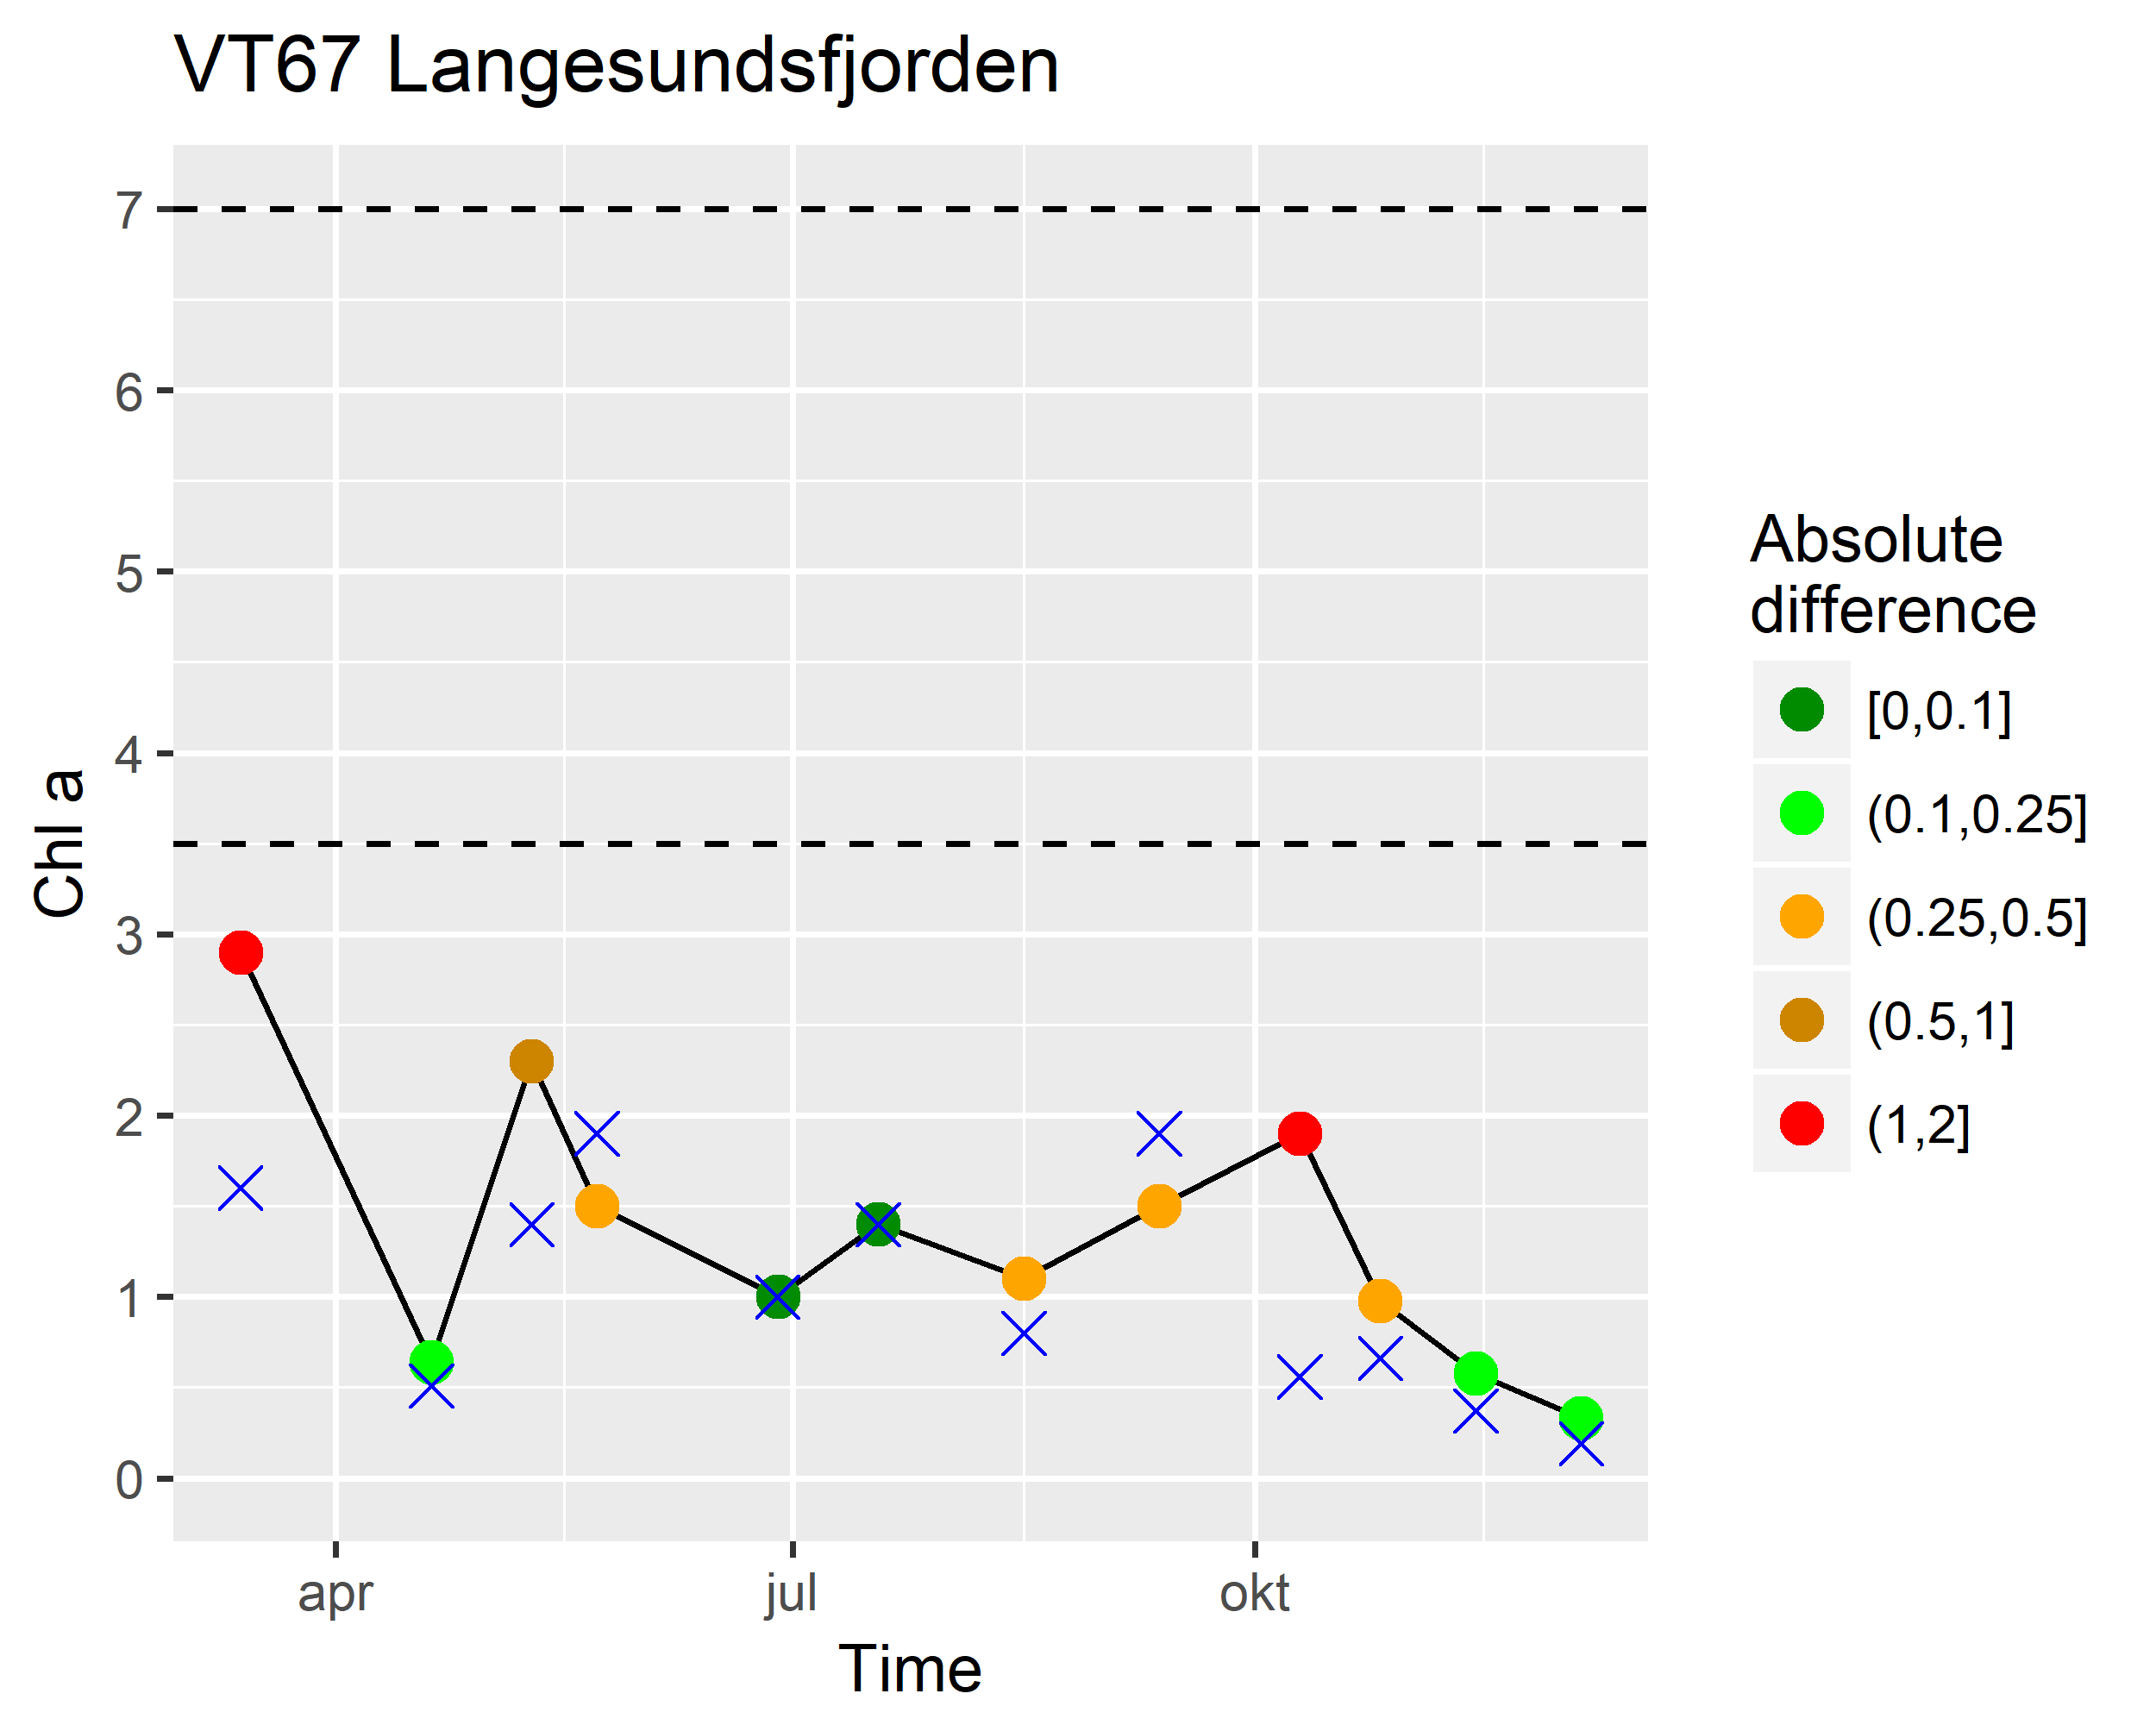 VT67 Langesundsfjorden
7
6
5
4
3
2
1
0
Chl a
apr jul okt
Time
Absolute
difference
[0,0.1]
(0.1,0.25]
(0.25,0.5]
(0.5,1]
(1,2]